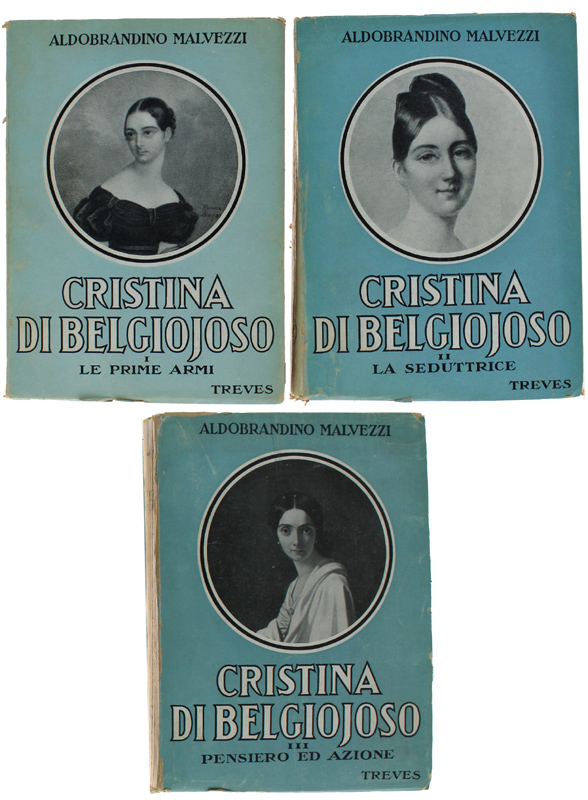 ALDOBRANDINO MALVEZZI
CRISTINA
DI BELGIOJOSO
I
LE PRIME ARMI
TREVES
ALDOBRANDINO MALVEZZI
CRISTINA
DI BELGIOJOSO
II
LA SEDUTTRICE
TREVES
ALDOBRANDINO MALVEZZI
CRISTINA
DI BELGIOJOSO
III
PENSIERO ED AZIONE
TREVES